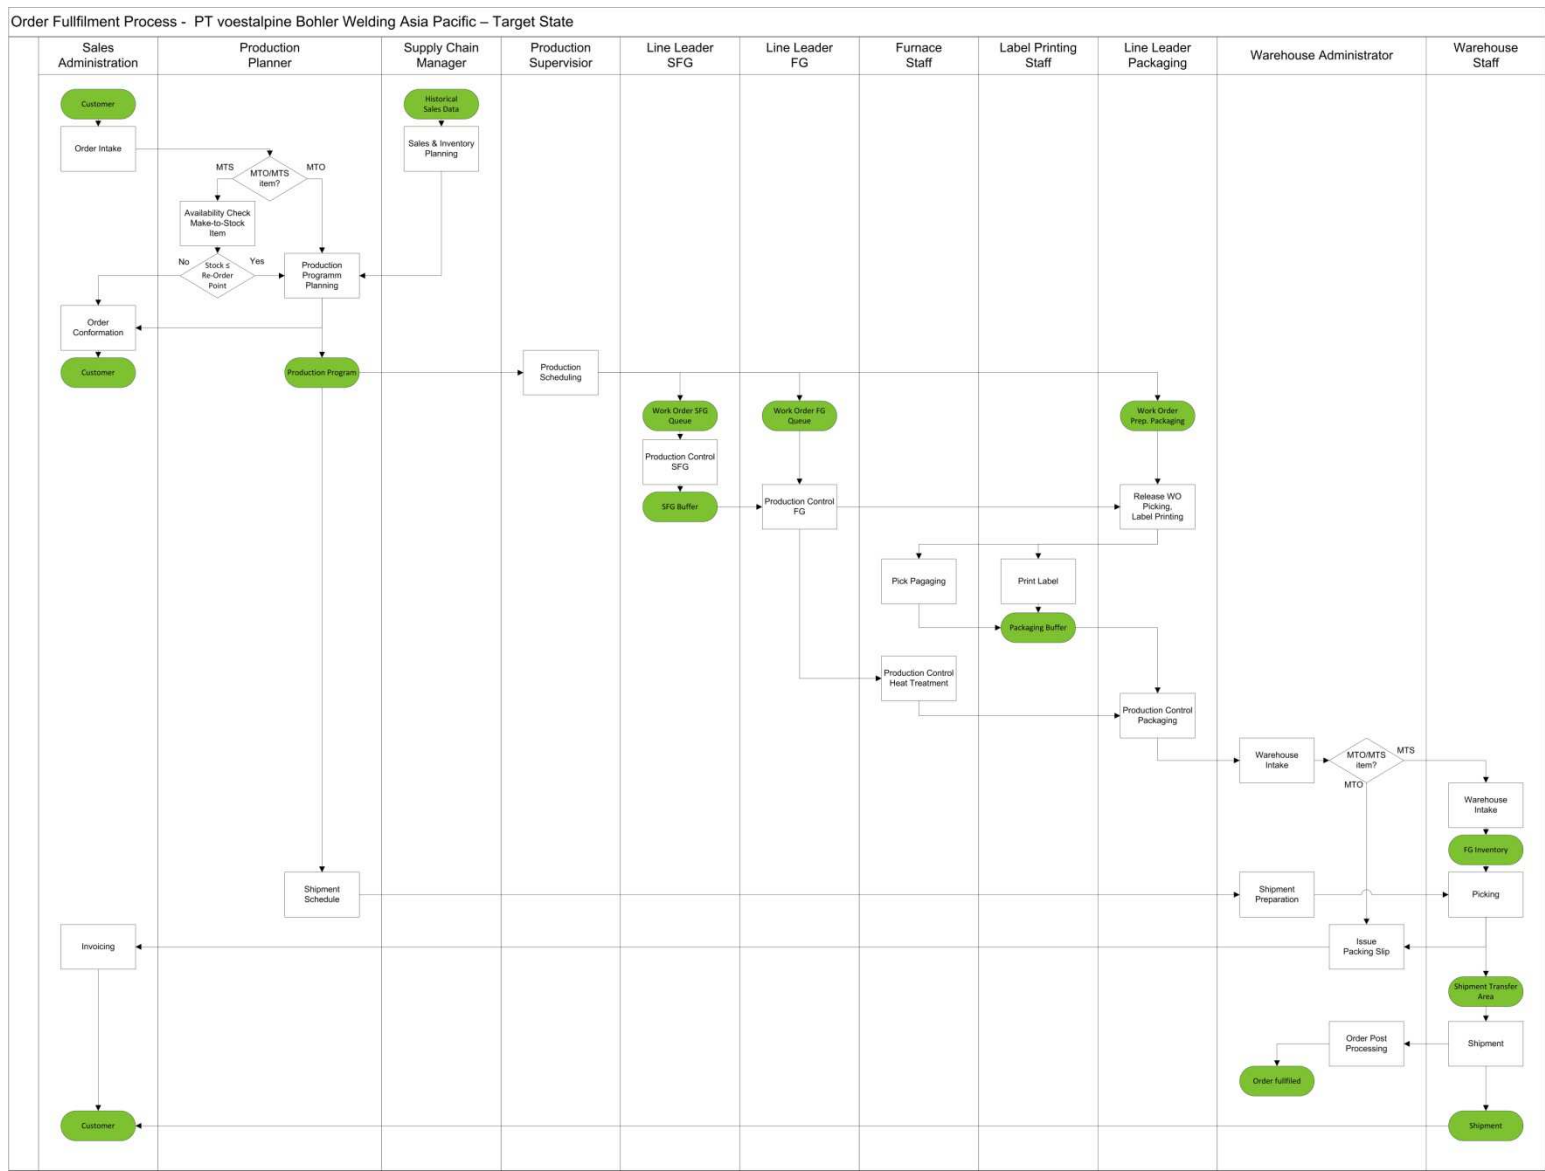 Order Fullfilment Process - PT voestalpine Bohler Welding Asia Pacific – Target State
Sales
Administration
Production
Planner
Supply Chain
Manager
Production
Supervisior
Line Leader
SFG
Line Leader
FG
Furnace
Staff
Label Printing
Staff
Line Leader
Packaging
Warehouse Administrator
Warehouse
Staff
Customer
Historical
Sales Data
Order Intake
Sales & Inventory
Planning
MTS
MTO/MTS
item?
MTO
Availability Check
Make-to-Stock
Item
No
Stock ≤
Re-Order
Point
Yes
Production
Programm
Planning
Order
Conformation
Customer
Production Program
Production
Scheduling
Work Order SFG
Queue
Work Order FG
Queue
Work Order
Prep. Packaging
Production Control
SFG
SFG Buffer
Production Control
FG
Release WO
Picking,
Label Printing
Pick Pagaging
Print Label
Packaging Buffer
Production Control
Heat Treatment
Production Control
Packaging
Warehouse
Intake
MTO/MTS
item?
MTS
MTO
Warehouse
Intake
FG Inventory
Shipment
Schedule
Shipment
Preparation
Picking
Invoicing
Issue
Packing Slip
Shipment Transfer
Area
Order Post
Processing
Shipment
Order fullfiled
Customer
Shipment